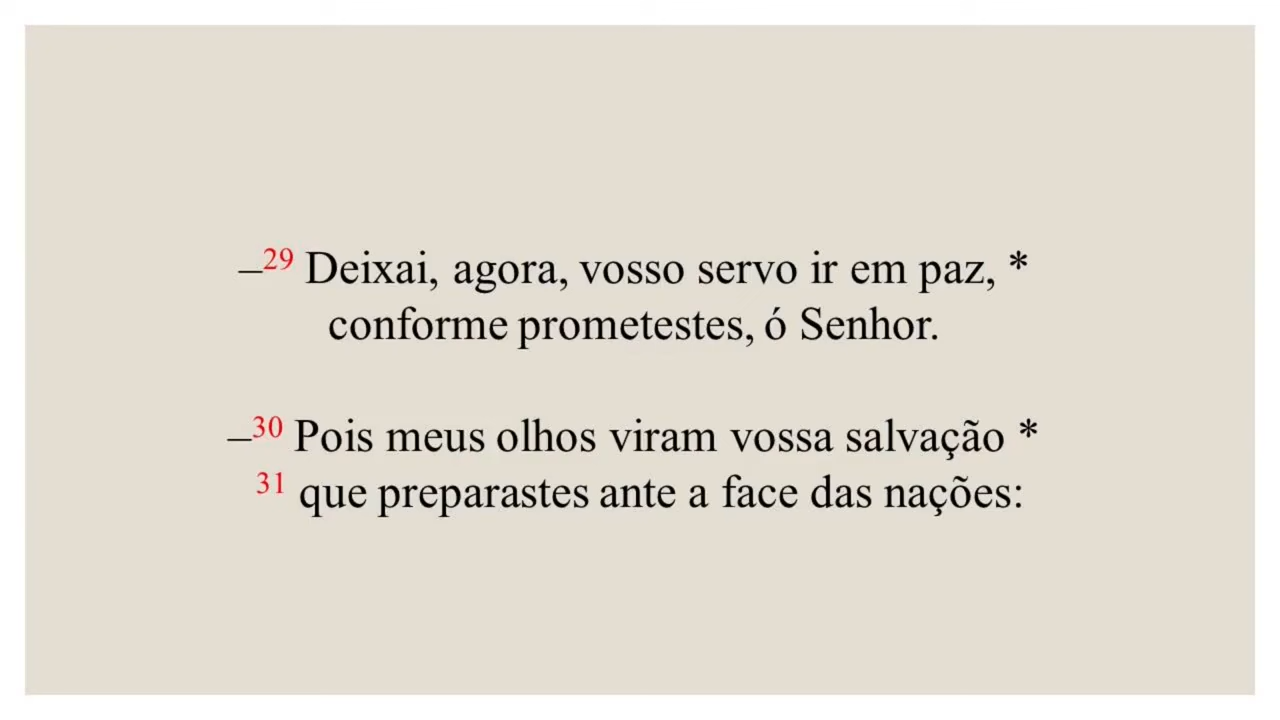 –29 Deixai, agora, vosso servo ir em paz, *
conforme prometestes, ó Senhor.
–30 Pois meus olhos viram vossa salvação *
31 que preparastes ante a face das nações: